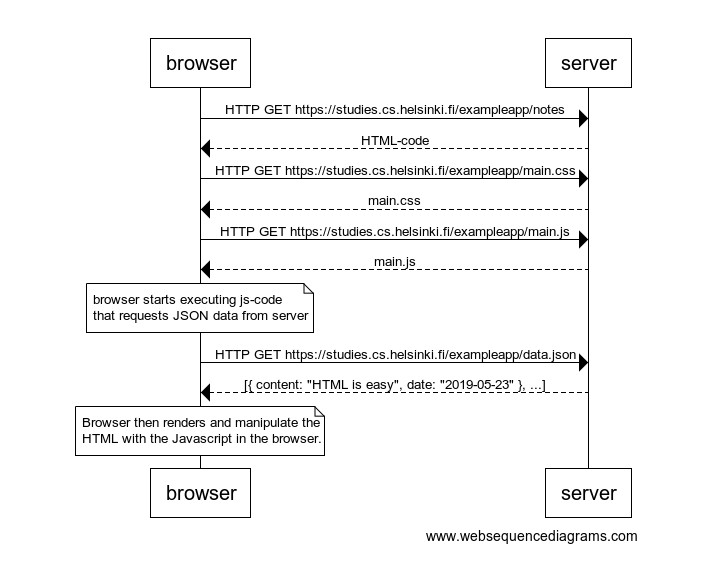 browser
server
HTTP GET https://studies.cs.helsinki.fi/exampleapp/notes
HTML-code
HTTP GET https://studies.cs.helsinki.fi/exampleapp/main.css
main.css
HTTP GET https://studies.cs.helsinki.fi/exampleapp/main.js
main.js
browser starts executing js-code
that requests JSON data from server
HTTP GET https://studies.cs.helsinki.fi/exampleapp/data.json
[{ content: "HTML is easy", date: "2019-05-23" }, ...]
Browser then renders and manipulate the
HTML with the Javascript in the browser.
browser
server
www.websequencediagrams.com